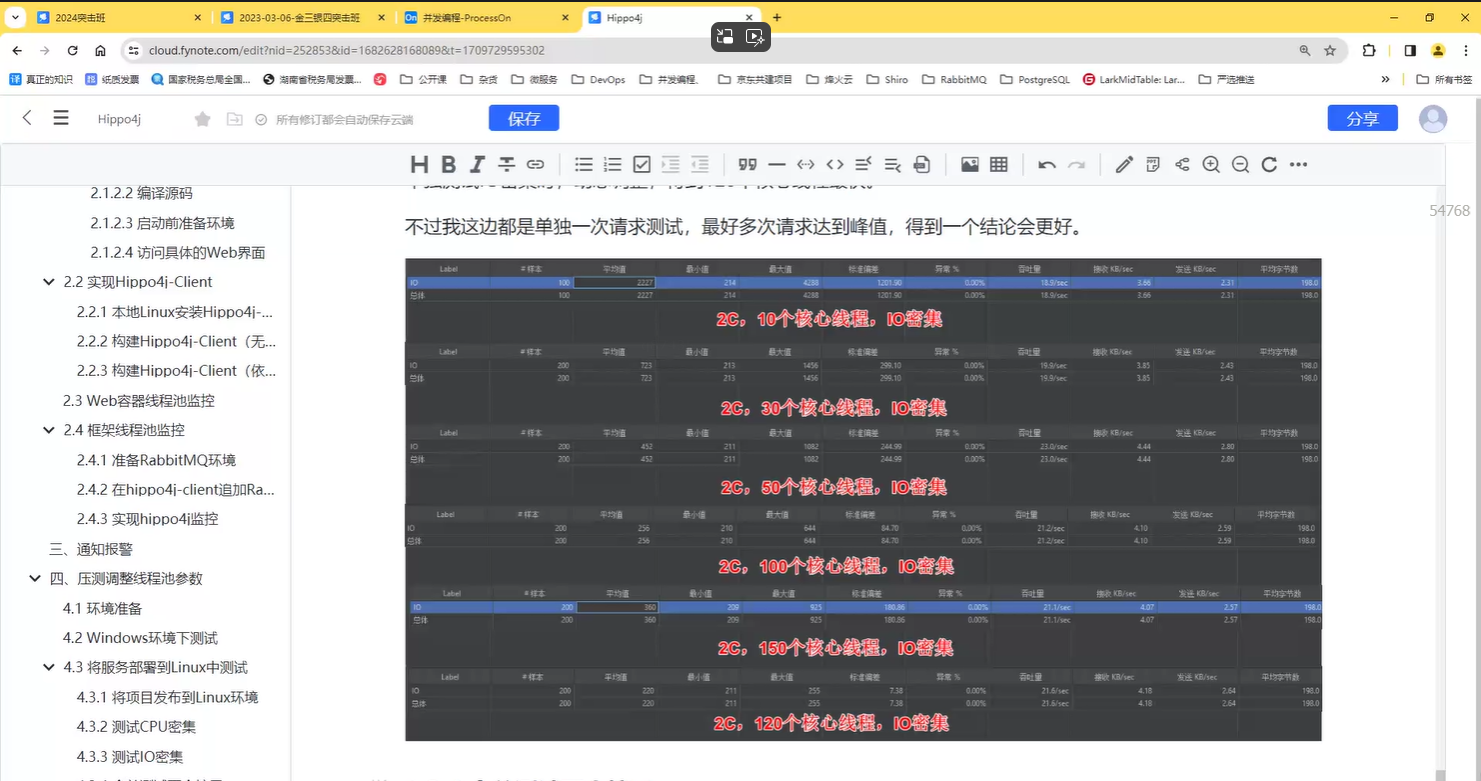 2024突击班
2023-03-06-金三银四突击班
On 并发编程-ProcessOn
Hippo4j
cloud.fynote.com/edit?nid=252853&id=1682628168089&t=1709729595302
真正的知识 纸质发票 国家税务总局全国... 湖南省税务局发票... 公开课 杂货 微服务 DevOps 并发编程、 京东共建项目 烽火云 Shiro RabbitMQ PostgreSQL LarkMidTable: Lar... 严选推送 » 所有书签
Hippo4j 所有修订都会自动保存云端 保存 分享
54768
2.1.2.2 编译源码
2.1.2.3 启动前准备环境
2.1.2.4 访问具体的Web界面
2.2 实现Hippo4j-Client
2.2.1 本地Linux安装Hippo4j-...
2.2.2 构建Hippo4j-Client（无...
2.2.3 构建Hippo4j-Client（依...
2.3 Web容器线程池监控
2.4 框架线程池监控
2.4.1 准备RabbitMQ环境
2.4.2 在hippo4j-client追加Ra...
2.4.3 实现hippo4j监控
三、通知报警
四、压测调整线程池参数
4.1 环境准备
4.2 Windows环境下测试
4.3 将服务部署到Linux中测试
4.3.1 将项目发布到Linux环境
4.3.2 测试CPU密集
4.3.3 测试IO密集
不过我这边都是单独一次请求测试，最好多次请求达到峰值，得到一个结论会更好。
Label # 样本 平均值 最小值 最大值 标准偏差 异常 % 吞吐量 接收 KB/sec 发送 KB/sec 平均字节数
IO 100 2227 214 4288 1201.90 0.00% 18.9/sec 3.66 2.31 198.0
总体 100 2227 214 4288 1201.90 0.00% 18.9/sec 3.66 2.31 198.0
2C，10个核心线程，IO密集
Label # 样本 平均值 最小值 最大值 标准偏差 异常 % 吞吐量 接收 KB/sec 发送 KB/sec 平均字节数
IO 200 723 213 1456 299.10 0.00% 19.9/sec 3.85 2.43 198.0
总体 200 723 213 1456 299.10 0.00% 19.9/sec 3.85 2.43 198.0
2C，30个核心线程，IO密集
Label # 样本 平均值 最小值 最大值 标准偏差 异常 % 吞吐量 接收 KB/sec 发送 KB/sec 平均字节数
IO 200 452 211 1082 244.99 0.00% 23.0/sec 4.44 2.80 198.0
总体 200 452 211 1082 244.99 0.00% 23.0/sec 4.44 2.80 198.0
2C，50个核心线程，IO密集
Label # 样本 平均值 最小值 最大值 标准偏差 异常 % 吞吐量 接收 KB/sec 发送 KB/sec 平均字节数
IO 200 256 210 644 84.70 0.00% 21.2/sec 4.10 2.59 198.0
总体 200 256 210 644 84.70 0.00% 21.2/sec 4.10 2.59 198.0
2C，100个核心线程，IO密集
Label # 样本 平均值 最小值 最大值 标准偏差 异常 % 吞吐量 接收 KB/sec 发送 KB/sec 平均字节数
IO 200 360 209 925 180.86 0.00% 21.1/sec 4.07 2.57 198.0
总体 200 360 209 925 180.86 0.00% 21.1/sec 4.07 2.57 198.0
2C，150个核心线程，IO密集
Label # 样本 平均值 最小值 最大值 标准偏差 异常 % 吞吐量 接收 KB/sec 发送 KB/sec 平均字节数
IO 200 220 211 255 7.38 0.00% 21.6/sec 4.18 2.64 198.0
总体 200 220 211 255 7.38 0.00% 21.6/sec 4.18 2.64 198.0
2C，120个核心线程，IO密集